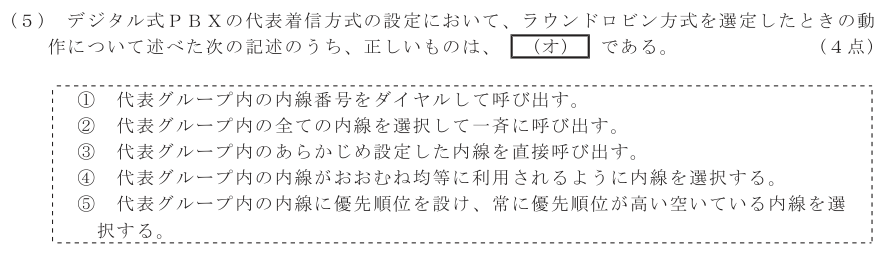 (５) デジタル式ＰＢＸの代表着信方式の設定において、ラウンドロビン方式を選定したときの動
作について述べた次の記述のうち、正しいものは、 (オ) である。 (４点)
① 代表グループ内の内線番号をダイヤルして呼び出す。
② 代表グループ内の全ての内線を選択して一斉に呼び出す。
③ 代表グループ内のあらかじめ設定した内線を直接呼び出す。
④ 代表グループ内の内線がおおむね均等に利用されるように内線を選択する。
⑤ 代表グループ内の内線に優先順位を設け、常に優先順位が高い空いている内線を選
択する。